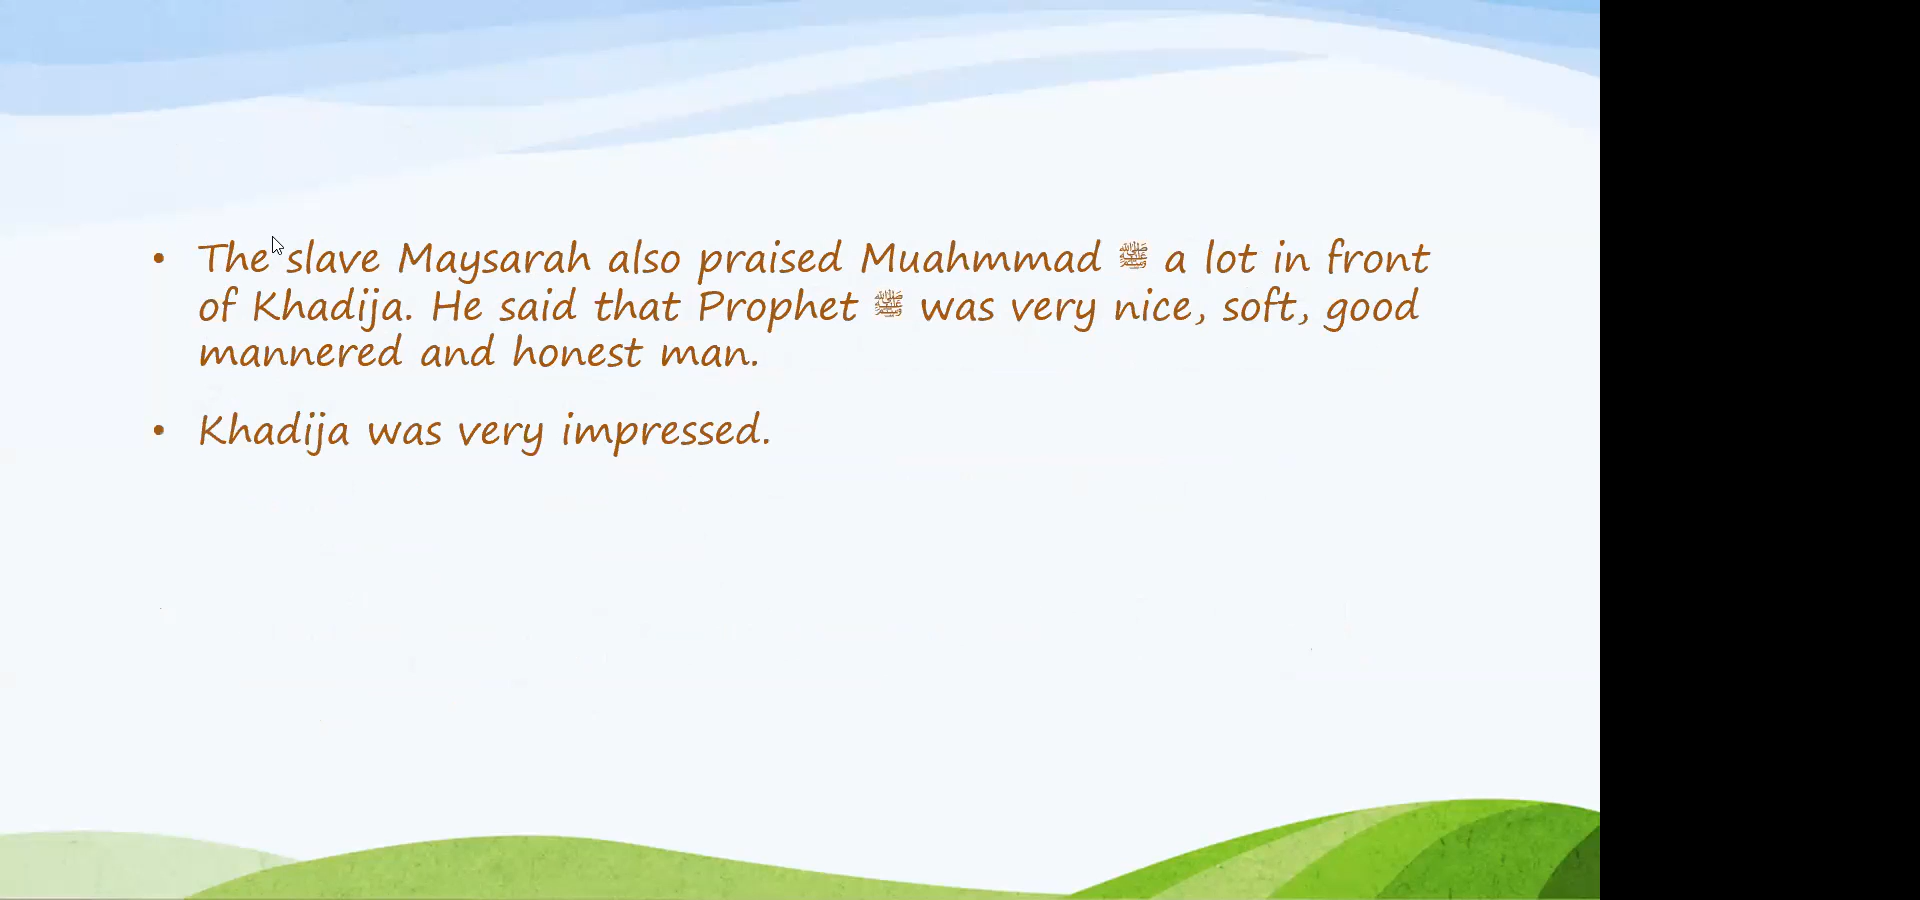 • The slave Maysarah also praised Muahmmad ﷺ a lot in front
of Khadija. He said that Prophet ﷺ was very nice, soft, good
mannered and honest man.
• Khadija was very impressed.